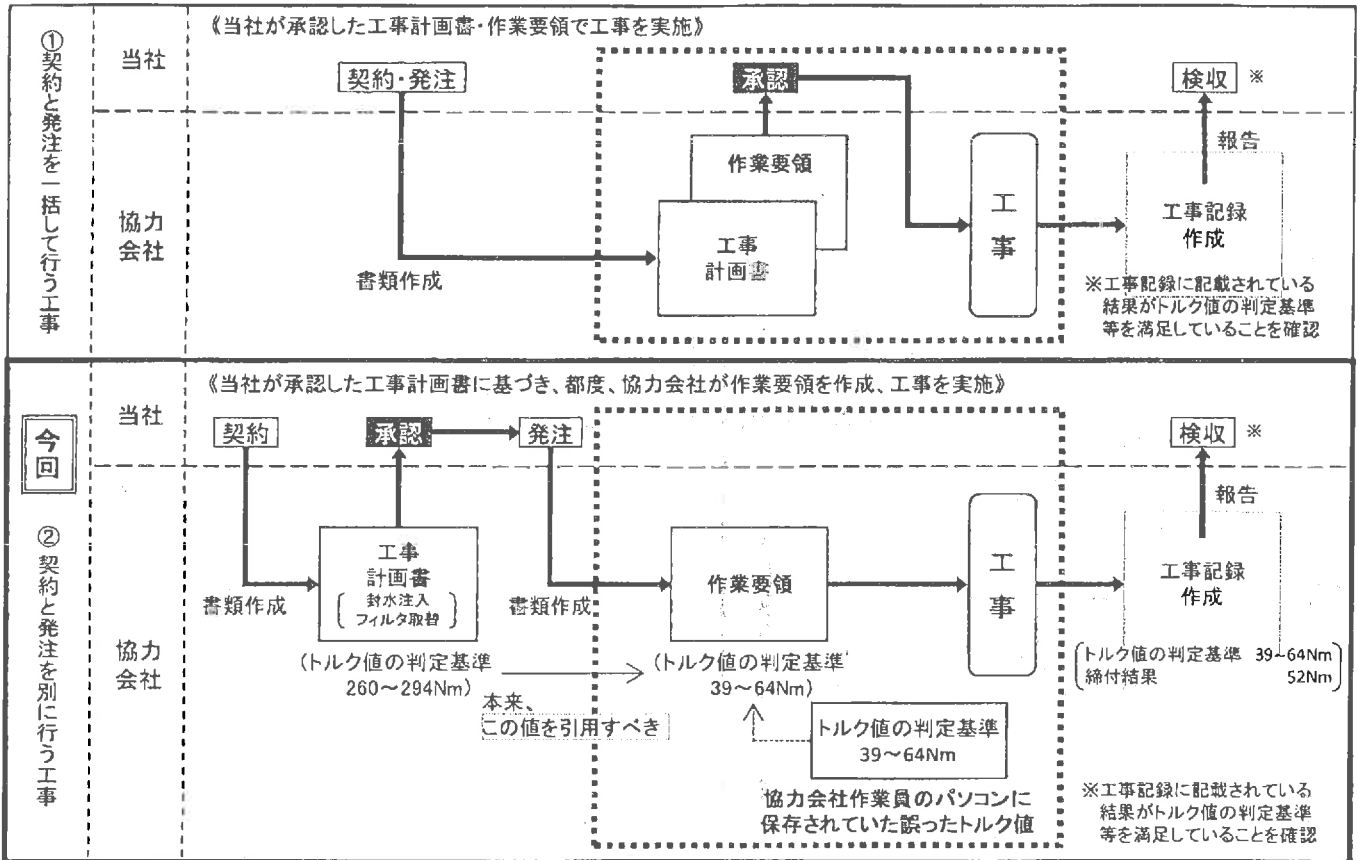 ①契約と発注を一括して行う工事
当社
協力
会社
《当社が承認した工事計画書・作業要領で工事を実施》
契約・発注
書類作成
承認
作業要領
工事
計画書
工事
検収 ※
報告
工事記録
作成
※工事記録に記載されている
結果がトルク値の判定基準
等を満足していることを確認
今回
②契約と発注を別に行う工事
当社
協力
会社
《当社が承認した工事計画書に基づき、都度、協力会社が作業要領を作成、工事を実施》
契約
承認
発注
書類作成
工事
計画書
封水注入
フィルタ取替
(トルク値の判定基準
260~294Nm)
本来、
この値を引用すべき
書類作成
作業要領
(トルク値の判定基準
39~64Nm)
トルク値の判定基準
39~64Nm
協力会社作業員のパソコンに
保存されていた誤ったトルク値
工事
検収 ※
報告
工事記録
作成
トルク値の判定基準 39~64Nm
締付結果 52Nm
※工事記録に記載されている
結果がトルク値の判定基準
等を満足していることを確認